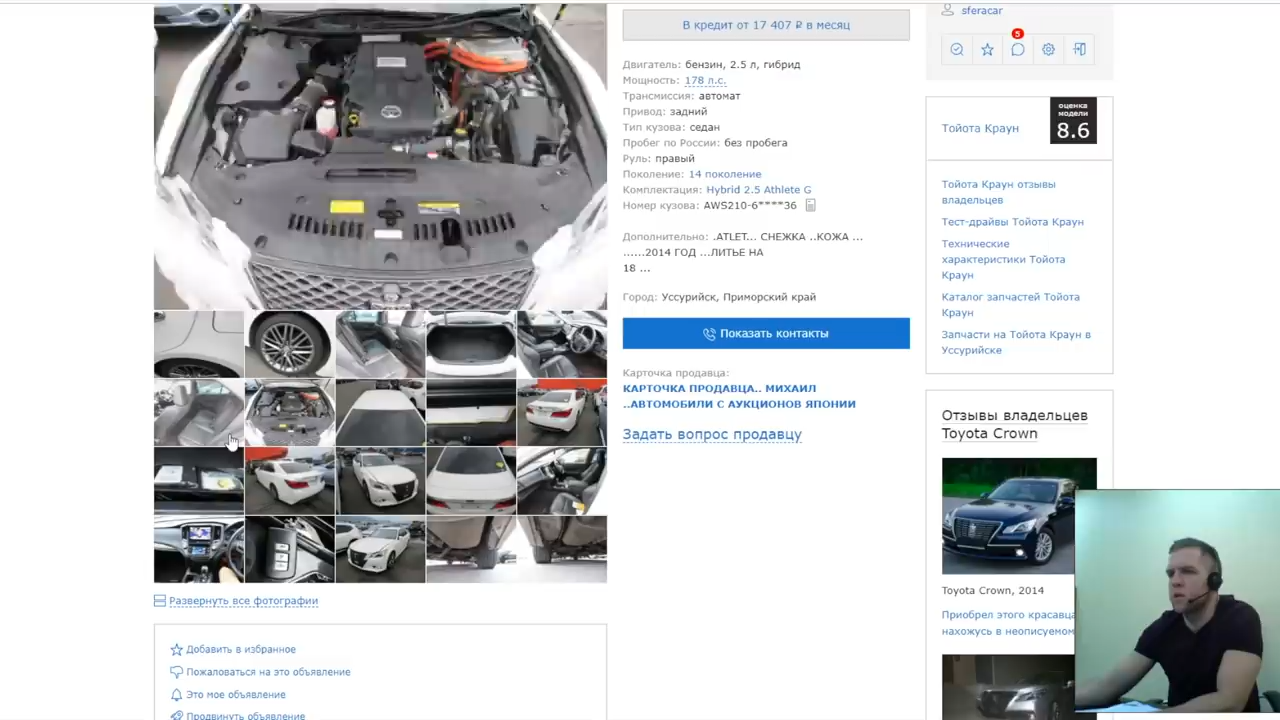 В кредит от 17 407 ₽ в месяц
Двигатель: бензин, 2.5 л, гибрид
Мощность: 178 л.с.
Трансмиссия: автомат
Привод: задний
Тип кузова: седан
Пробег по России: без пробега
Руль: правый
Поколение: 14 поколение
Комплектация: Hybrid 2.5 Athlete G
Номер кузова: AWS210-6****36
Дополнительно: .ATLET... СНЕЖКА ..КОЖА ...
......2014 ГОД ...ЛИТЬЕ НА
18 ...
Город: Уссурийск, Приморский край
Показать контакты
Карточка продавца:
КАРТОЧКА ПРОДАВЦА.. МИХАИЛ
..АВТОМОБИЛИ С АУКЦИОНОВ ЯПОНИИ
Задать вопрос продавцу
Развернуть все фотографии
Добавить в избранное
Пожаловаться на это объявление
Это мое объявление
Продвинуть объявление
sferacar
5
Тойота Краун
оценка
модели
8.6
Тойота Краун отзывы
владельцев
Тест-драйвы Тойота Краун
Технические
характеристики Тойота
Краун
Каталог запчастей Тойота
Краун
Запчасти на Тойота Краун в
Уссурийске
Отзывы владельцев
Toyota Crown
Toyota Crown, 2014
Приобрел этого красавца
нахожусь в неописуемом